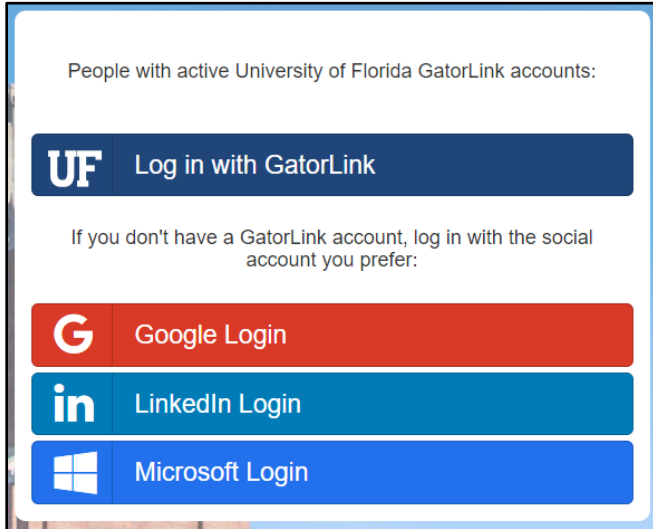 People with active University of Florida GatorLink accounts:
UF Log in with GatorLink
If you don't have a GatorLink account, log in with the social
account you prefer:
G Google Login
in LinkedIn Login
Microsoft Login